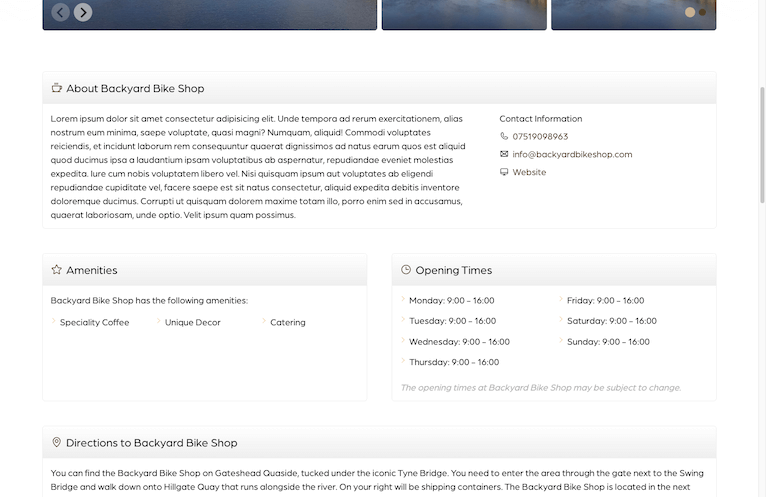 About Backyard Bike Shop
Lorem ipsum dolor sit amet consectetur adipisicing elit. Unde tempora ad rerum exercitationem, alias
nostrum eum minima, saepe voluptate, quasi magni? Numquam, aliquid! Commodi voluptates
reiciendis, et incidunt laborum rem consequuntur quaerat dignissimos ad natus earum quos est aliquid
quod ducimus ipsa a laudantium ipsam voluptatibus ab aspernatur, repudiandae eveniet molestias
expedita. Iure cum nobis voluptatem libero vel. Nisi quisquam ipsum aut voluptates ab eligendi
repudiandae cupiditate vel, facere saepe est sit natus consectetur, aliquid expedita debitis inventore
doloremque ducimus. Corrupti ut quisquam dolorem maxime totam illo, porro enim sed in accusamus,
quaerat laboriosam, unde optio. Velit ipsum quam possimus.
Contact Information
07519098963
info@backyardbikeshop.com
Website
Amenities
Backyard Bike Shop has the following amenities:
Speciality Coffee
Unique Decor
Catering
Opening Times
Monday: 9:00 - 16:00
Tuesday: 9:00 - 16:00
Wednesday: 9:00 - 16:00
Thursday: 9:00 - 16:00
Friday: 9:00 - 16:00
Saturday: 9:00 - 16:00
Sunday: 9:00 - 16:00
The opening times at Backyard Bike Shop may be subject to change.
Directions to Backyard Bike Shop
You can find the Backyard Bike Shop on Gateshead Quaside, tucked under the iconic Tyne Bridge. You need to enter the area through the gate next to the Swing
Bridge and walk down onto Hillgate Quay that runs alongside the river. On your right will be shipping containers. The Backyard Bike Shop is located in the next